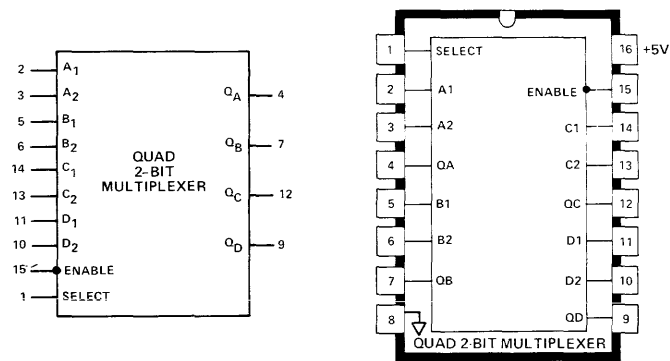 2 A1
3 A2
5 B1
6 B2
14 C1
13 C2
11 D1
10 D2
15 ENABLE
1 SELECT
QUAD
2-BIT
MULTIPLEXER
QA 4
QB 7
QC 12
QD 9
1 SELECT
2 A1
3 A2
4 QA
5 B1
6 B2
7 QB
8
16 +5V
ENABLE 15
C1 14
C2 13
QC 12
D1 11
D2 10
QD 9
QUAD 2-BIT MULTIPLEXER